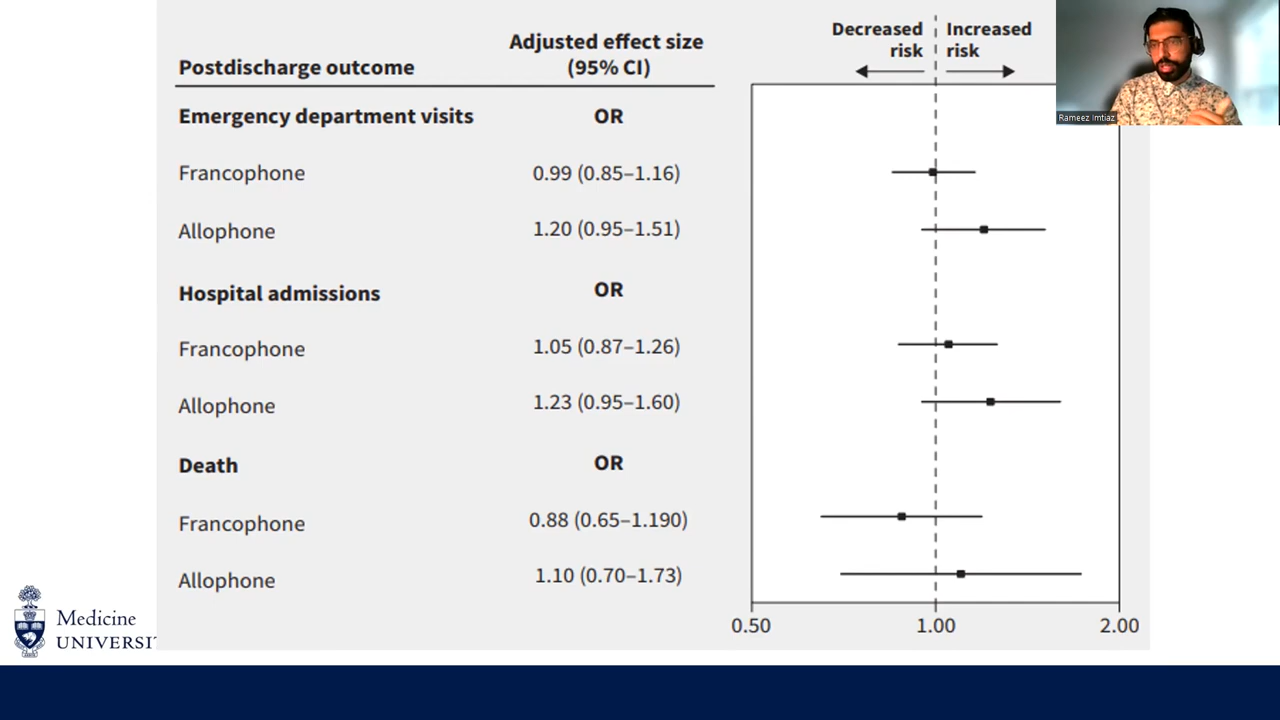 Postdischarge outcome
Adjusted effect size
(95% CI)
Decreased
risk
Increased
risk
Emergency department visits OR
Francophone 0.99 (0.85–1.16)
Allophone 1.20 (0.95–1.51)
Hospital admissions OR
Francophone 1.05 (0.87–1.26)
Allophone 1.23 (0.95–1.60)
Death OR
Francophone 0.88 (0.65–1.190)
Allophone 1.10 (0.70–1.73)
0.50 1.00 2.00
Rameez Imtiaz
Medicine
UNIVERSI